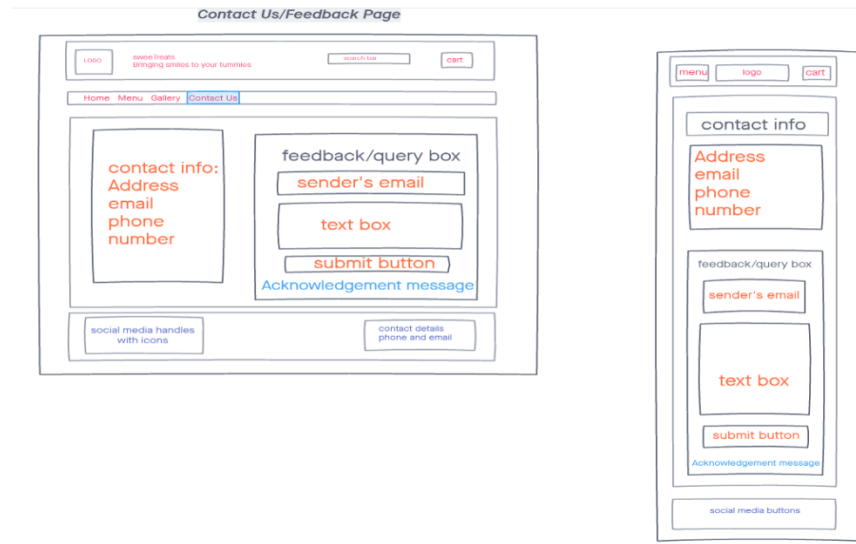 Contact Us/Feedback Page
LOGO
swee treats
Bringing smiles to your tummies
search bar
cart
Home Menu Gallery Contact Us
contact info:
Address
email
phone
number
feedback/query box
sender's email
text box
submit button
Acknowledgement message
social media handles
with icons
contact details
phone and email
menu
logo
cart
contact info
Address
email
phone
number
feedback/query box
sender's email
text box
submit button
Acknowledgement message
social media buttons